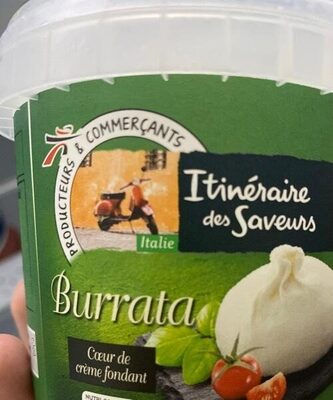 PRODUCTEURS & COMMERÇANTS
Itinéraire
des Saveurs
Italie
Burrata
Cœur de
crème fondant